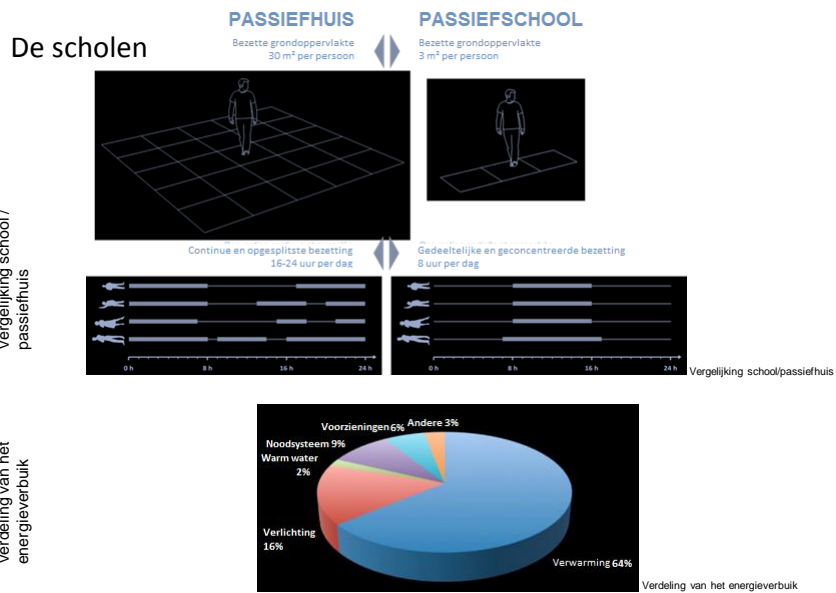 De scholen
PASSIEFHUIS
Bezette grondoppervlakte
30 m² per persoon
PASSIEFSCHOOL
Bezette grondoppervlakte
3 m² per persoon
Vergelijking school /
passiefhuis
Continue en opgesplitste bezetting
16-24 uur per dag
Gedeeltelijke en geconcentreerde bezetting
8 uur per dag
0 h 8 h 16 h 24 h
0 h 8 h 16 h 24 h
Vergelijking school/passiefhuis
Verdeling van het
energieverbuik
Voorzieningen 6%
Andere 3%
Noodsysteem 9%
Warm water
2%
Verlichting
16%
Verwarming 64%
Verdeling van het energieverbuik